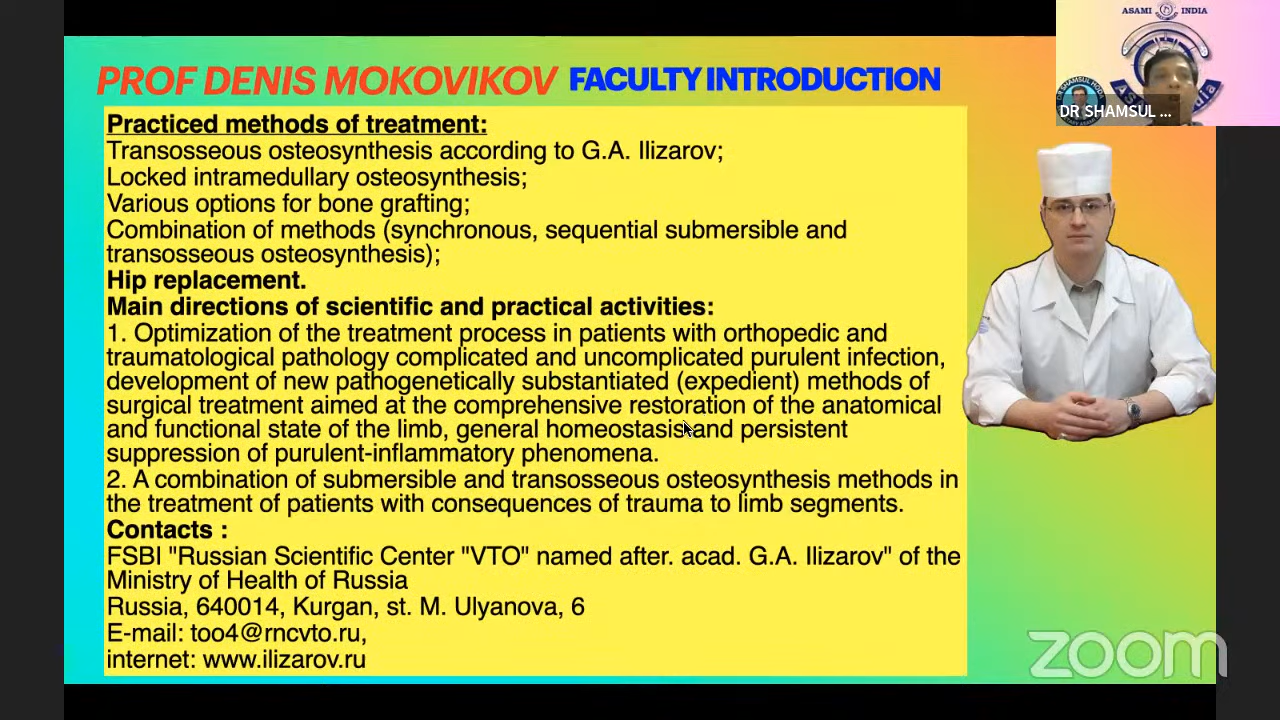 ASAMI INDIA
DR SHAMSUL ...
PROF DENIS MOKOVIKOV FACULTY INTRODUCTION
Practiced methods of treatment:
Transosseous osteosynthesis according to G.A. Ilizarov;
Locked intramedullary osteosynthesis;
Various options for bone grafting;
Combination of methods (synchronous, sequential submersible and
transosseous osteosynthesis);
Hip replacement.
Main directions of scientific and practical activities:
1. Optimization of the treatment process in patients with orthopedic and
traumatological pathology complicated and uncomplicated purulent infection,
development of new pathogenetically substantiated (expedient) methods of
surgical treatment aimed at the comprehensive restoration of the anatomical
and functional state of the limb, general homeostasis and persistent
suppression of purulent-inflammatory phenomena.
2. A combination of submersible and transosseous osteosynthesis methods in
the treatment of patients with consequences of trauma to limb segments.
Contacts :
FSBI "Russian Scientific Center "VTO" named after. acad. G.A. Ilizarov" of the
Ministry of Health of Russia
Russia, 640014, Kurgan, st. M. Ulyanova, 6
E-mail: too4@rncvto.ru,
internet: www.ilizarov.ru
zoom